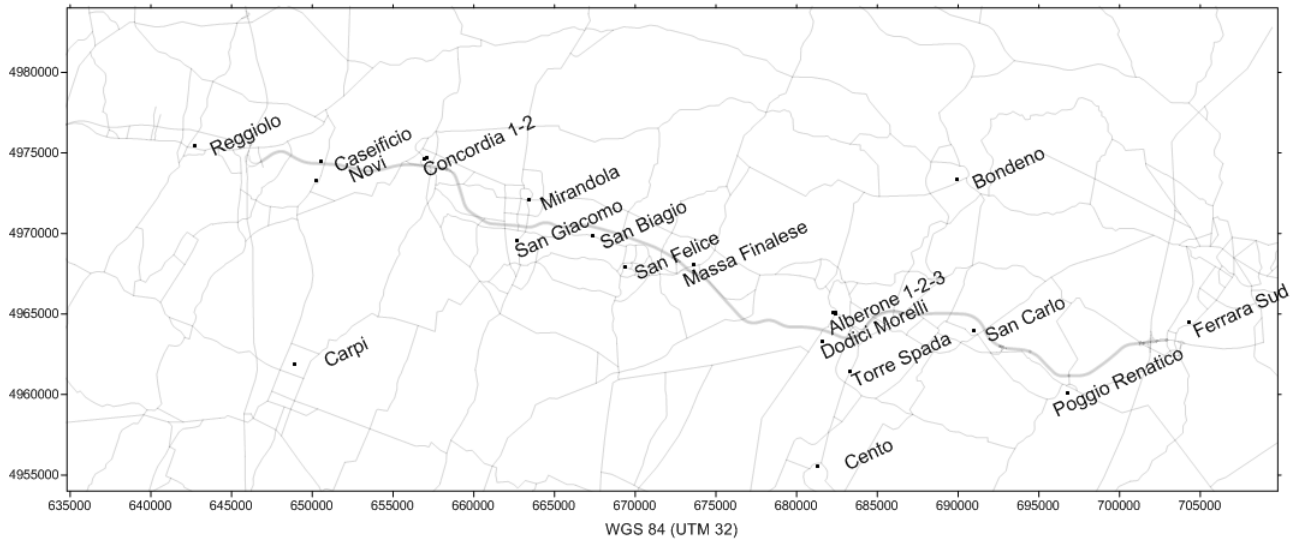 4980000
4975000
4970000
4965000
4960000
4955000
Reggiolo
Caseificio
Novi
Concordia 1-2
Mirandola
San Giacomo
San Biagio
San Felice
Massa Finalese
Bondeno
Alberone 1-2-3
Dodici Morelli
Torre Spada
San Carlo
Ferrara Sud
Poggio Renatico
Carpi
Cento
635000 640000 645000 650000 655000 660000 665000 670000 675000 680000 685000 690000 695000 700000 705000
WGS 84 (UTM 32)